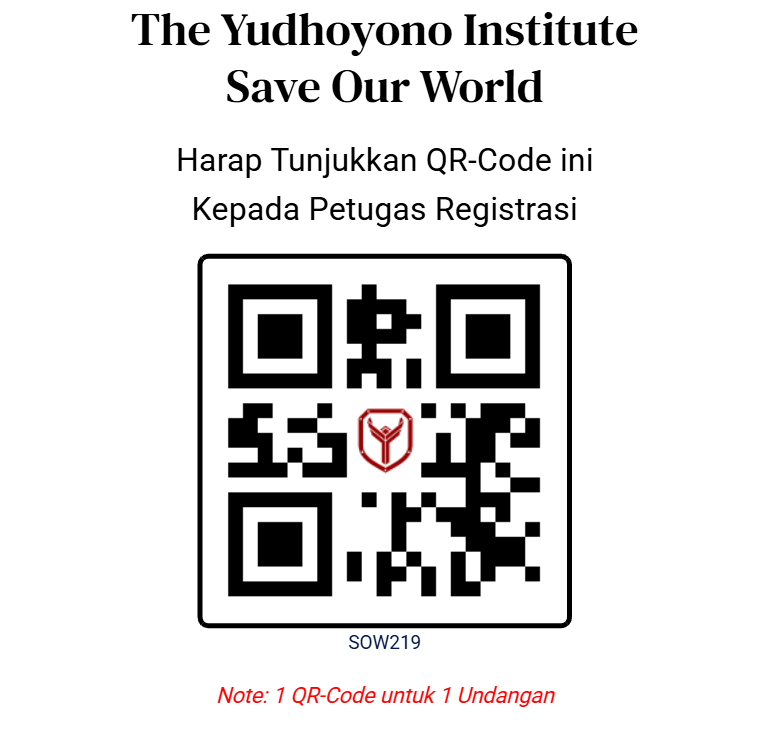 The Yudhoyono Institute
Save Our World
Harap Tunjukkan QR-Code ini
Kepada Petugas Registrasi
SOW219
Note: 1 QR-Code untuk 1 Undangan